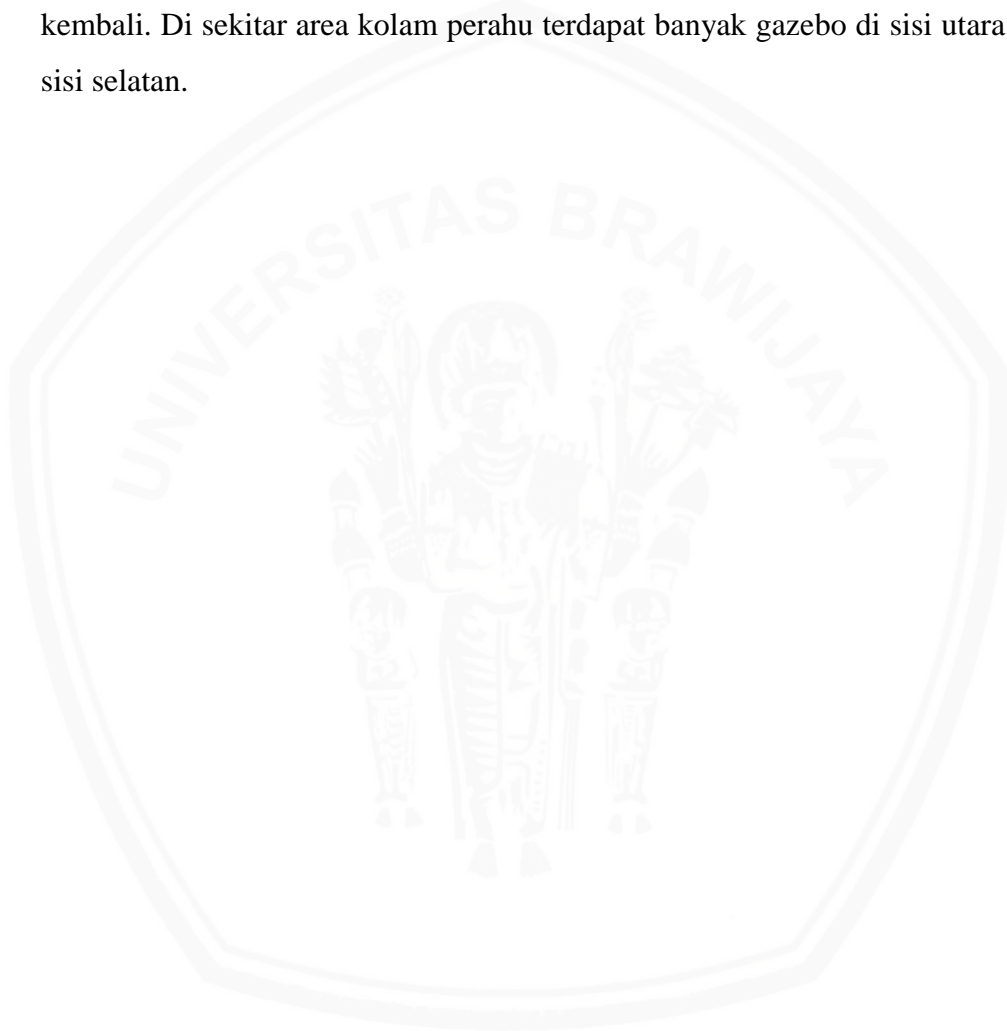 kembali. Di sekitar area kolam perahu terdapat banyak gazebo di sisi utara
sisi selatan.
UNIVERSITAS BRAWIJAYA